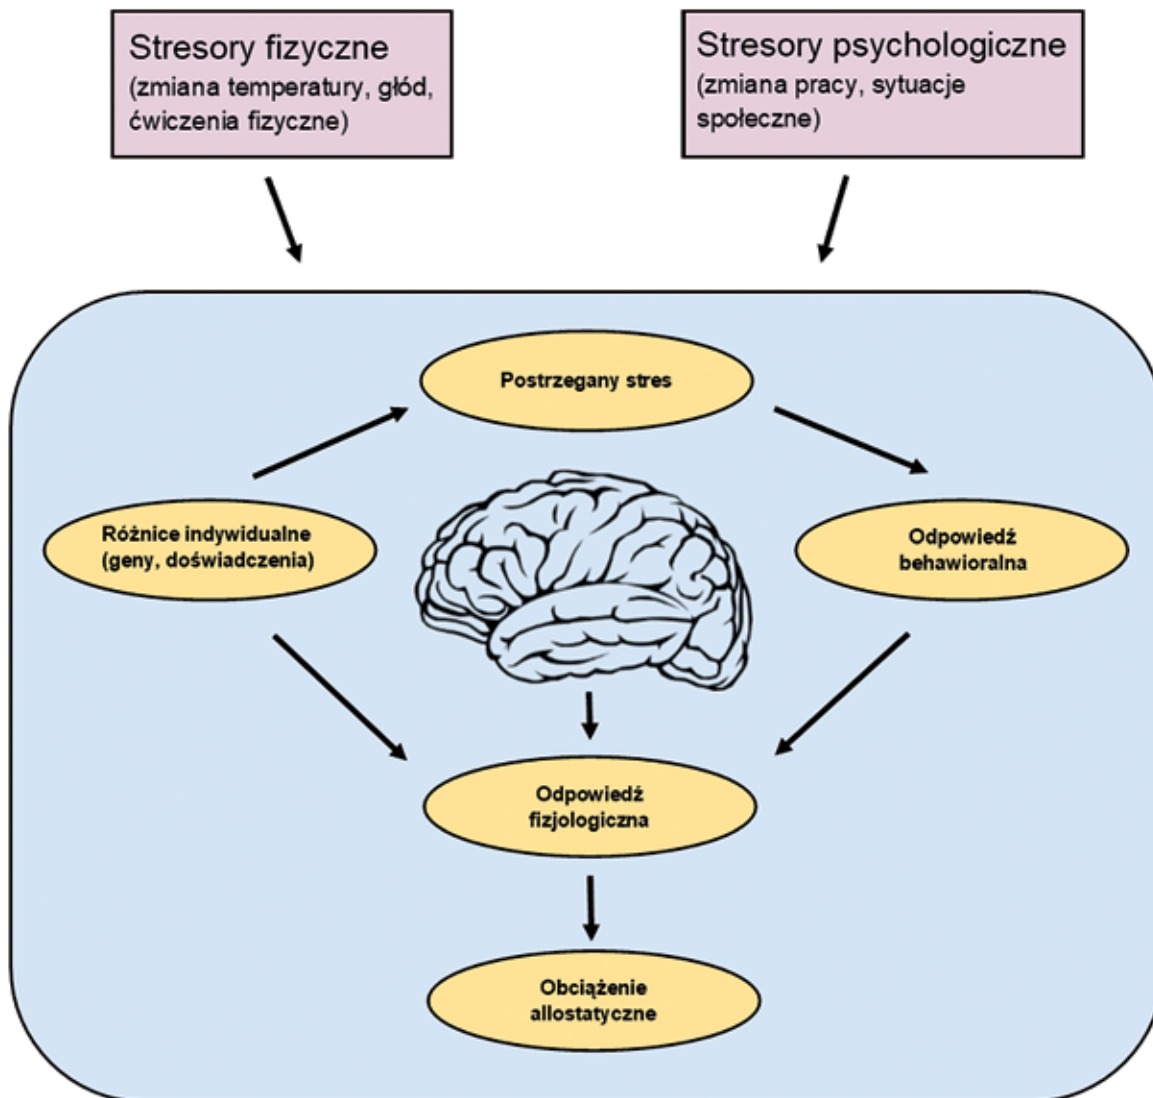 Stresory fizyczne
(zmiana temperatury, głód,
ćwiczenia fizyczne)
Stresory psychologiczne
(zmiana pracy, sytuacje
społeczne)
Postrzegany stres
Różnice indywidualne
(geny, doświadczenia)
Odpowiedź
behawioralna
Odpowiedź
fizjologiczna
Obciążenie
allostatyczne